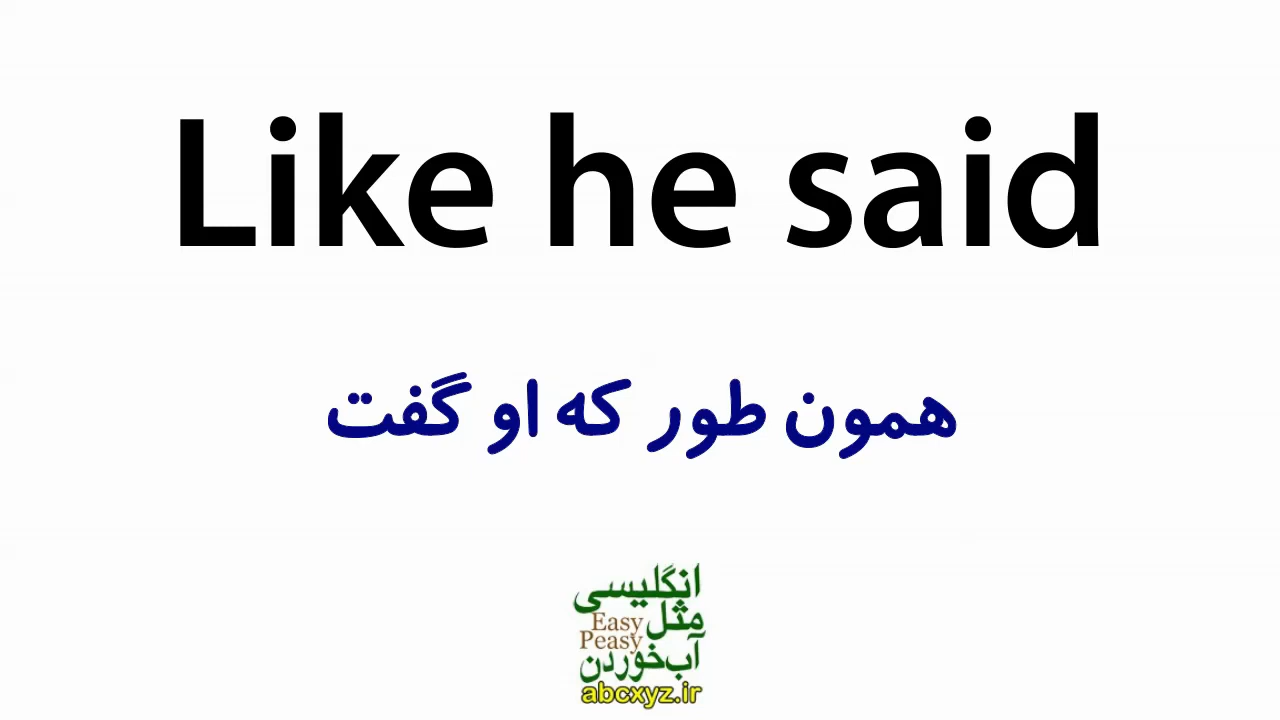 Like he said
همون طور که او گفت
انگلیسی
مثل
Easy
Peasy
آب‌خوردن
abcxyz.ir